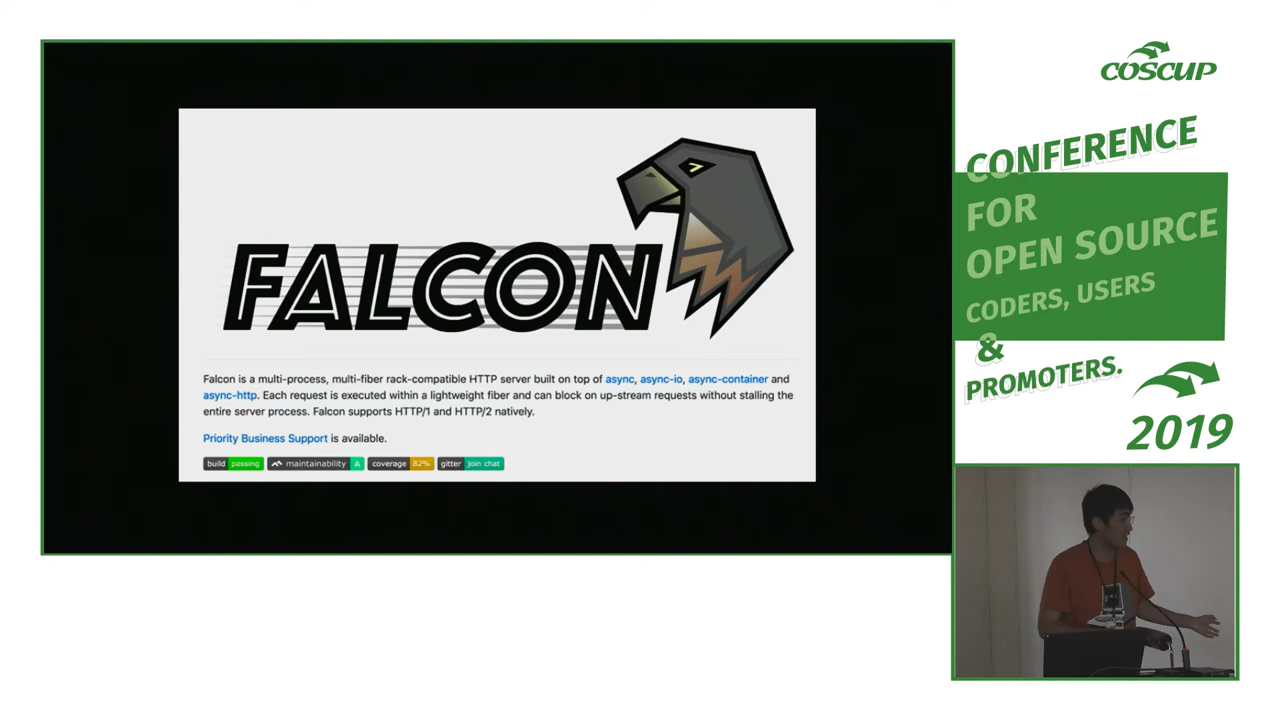 FALCON
Falcon is a multi-process, multi-fiber rack-compatible HTTP server built on top of async, async-io, async-container and
async-http. Each request is executed within a lightweight fiber and can block on up-stream requests without stalling the
entire server process. Falcon supports HTTP/1 and HTTP/2 natively.
Priority Business Support is available.
build passing maintainability A coverage 82% gitter join chat
COSCUP
CONFERENCE
FOR
OPEN SOURCE
CODERS, USERS
&
PROMOTERS.
2019